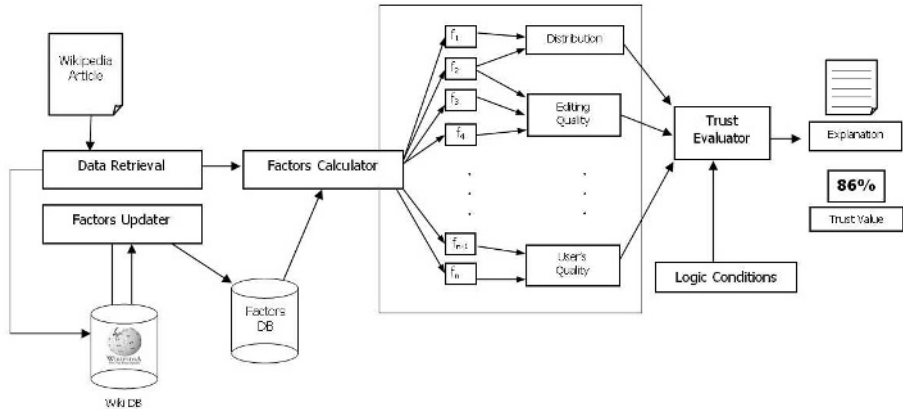 Wikipedia
Article
Data Retrieval
Factors Updater
WIKIPEDIA
Wiki DB
Factors
DB
Factors Calculator
f1
f2
f3
f4
fn-1
fn
Distribution
Editing
Quality
User's
Quality
Trust
Evaluator
Logic Conditions
Explanation
86%
Trust Value